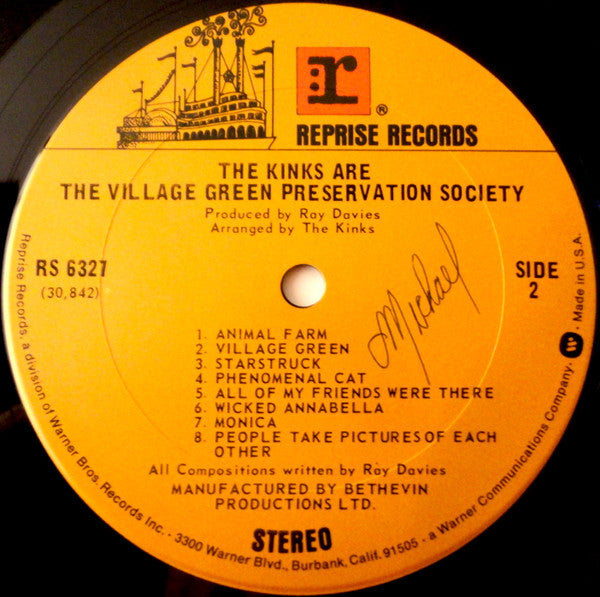 r
®
REPRISE RECORDS
THE KINKS ARE
THE VILLAGE GREEN PRESERVATION SOCIETY
Produced by Ray Davies
Arranged by The Kinks
RS 6327
(30,842)
SIDE
2
Michael
1. ANIMAL FARM
2. VILLAGE GREEN
3. STARSTRUCK
4. PHENOMENAL CAT
5. ALL OF MY FRIENDS WERE THERE
6. WICKED ANNABELLA
7. MONICA
8. PEOPLE TAKE PICTURES OF EACH
OTHER
All Compositions written by Ray Davies
MANUFACTURED BY BETHEVIN
PRODUCTIONS LTD.
STEREO
Reprise Records, a division of Warner Bros. Records Inc. · 3300 Warner Blvd., Burbank, Calif. 91505 · a Warner Communications Company. W · Made in U.S.A.